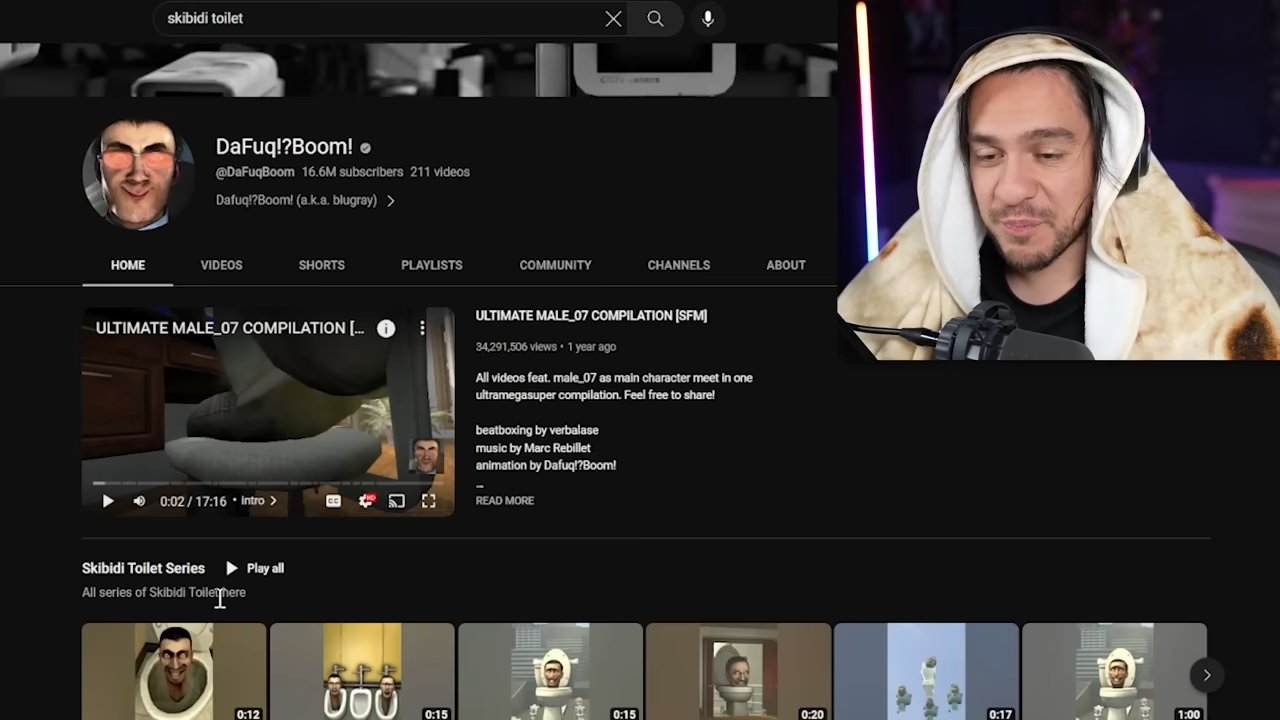 skibidi toilet
DaFuq!?Boom!
@DaFuqBoom 16.6M subscribers 211 videos
Dafuq!?Boom! (a.k.a. blugray)
HOME VIDEOS SHORTS PLAYLISTS COMMUNITY CHANNELS ABOUT
ULTIMATE MALE_07 COMPILATION [...
0:02 / 17:16 • intro
CC
HD
ULTIMATE MALE_07 COMPILATION [SFM]
34,291,506 views • 1 year ago
All videos feat. male_07 as main character meet in one
ultramegasuper compilation. Feel free to share!
beatboxing by verbalase
music by Marc Rebillet
animation by Dafuq!?Boom!
...
READ MORE
Skibidi Toilet Series Play all
All series of Skibidi Toilet here
0:12 0:15 0:15 0:20 0:17 1:00